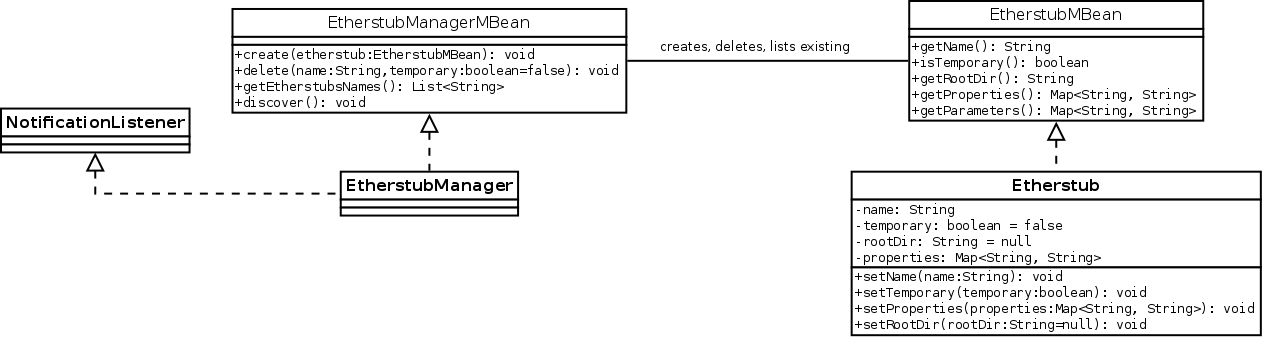 EtherstubManagerMBean
+create(etherstub:EtherstubMBean): void
+delete(name:String,temporary:boolean=false): void
+getEtherstubsNames(): List<String>
+discover(): void
creates, deletes, lists existing
EtherstubMBean
+getName(): String
+isTemporary(): boolean
+getRootDir(): String
+getProperties(): Map<String, String>
+getParameters(): Map<String, String>
NotificationListener
EtherstubManager
Etherstub
-name: String
-temporary: boolean = false
-rootDir: String = null
-properties: Map<String, String>
+setName(name:String): void
+setTemporary(temporary:boolean): void
+setProperties(properties:Map<String, String>): void
+setRootDir(rootDir:String=null): void